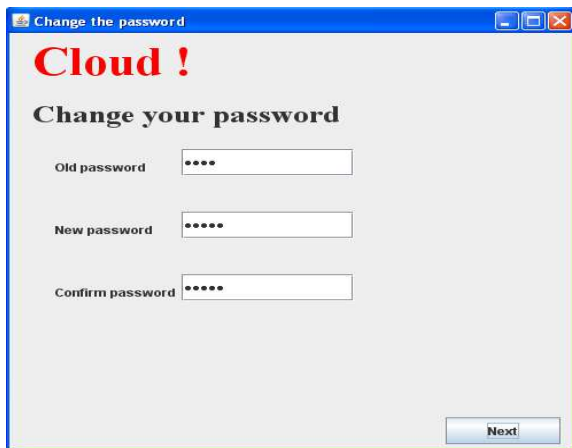 Change the password
Cloud !
Change your password
Old password ••••
New password •••••
Confirm password •••••
Next